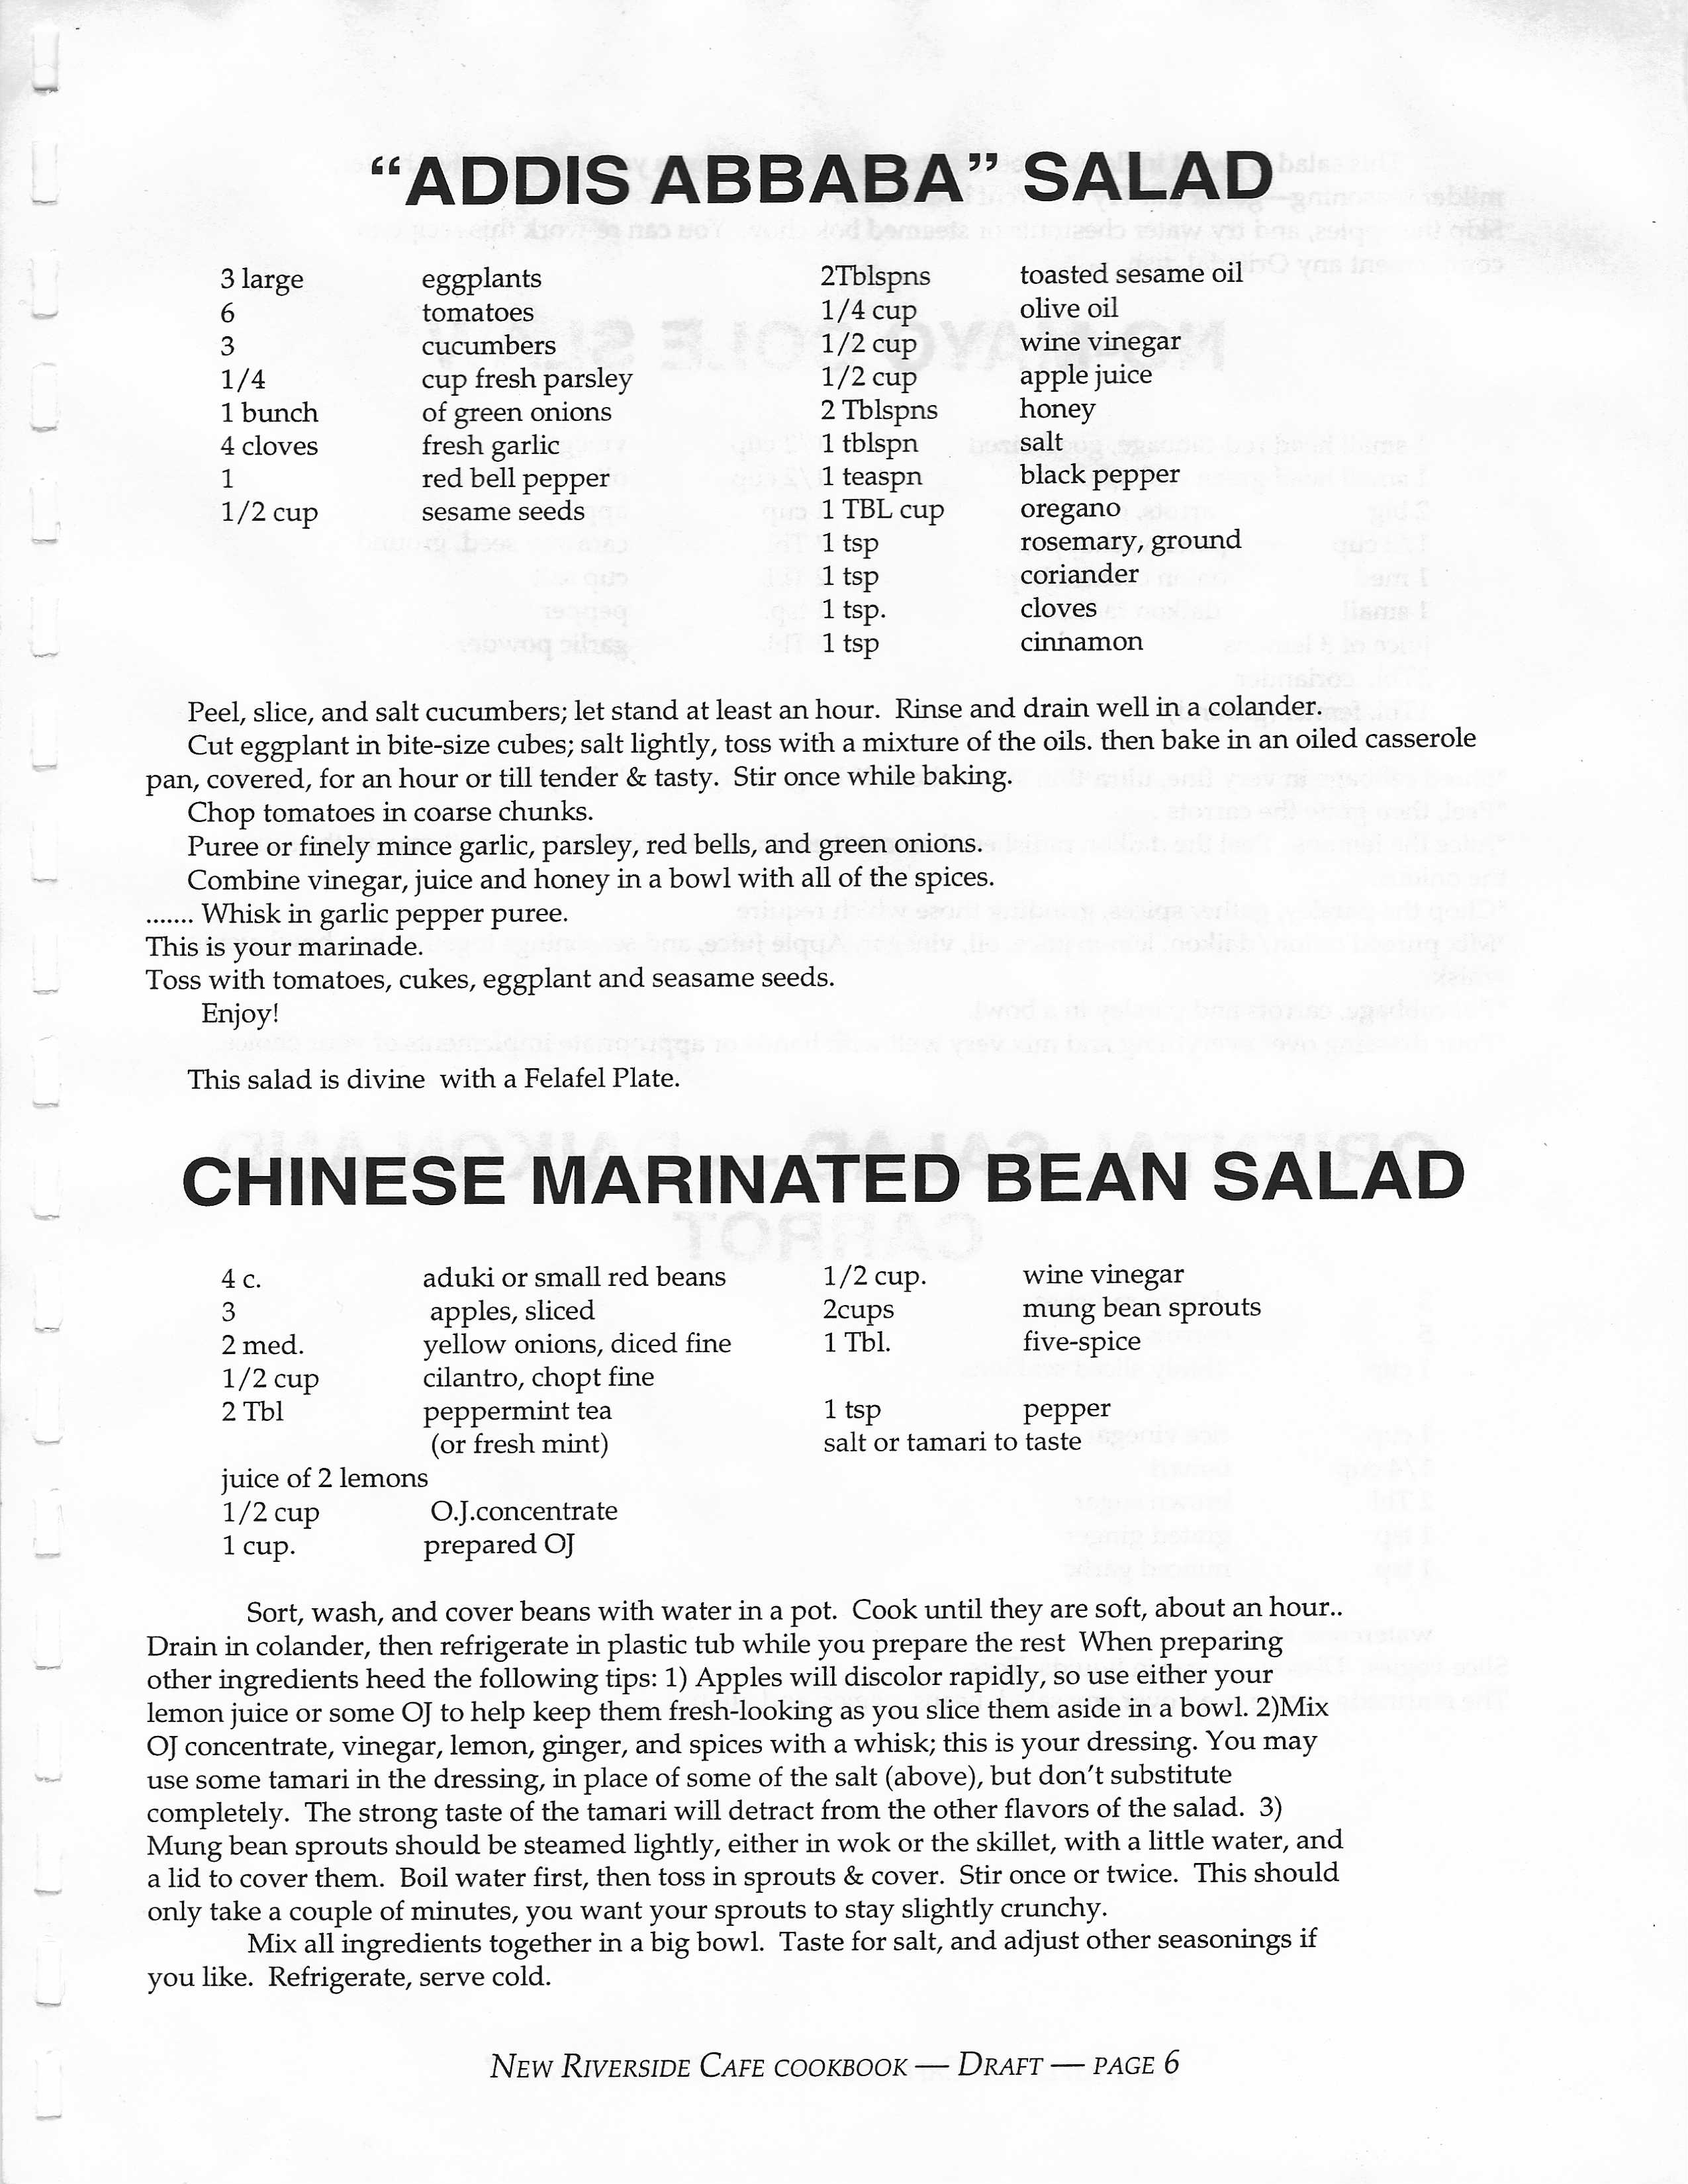 “ADDIS ABBABA” SALAD
3 large eggplants 2Tblspns toasted sesame oil
6 tomatoes 1/4 cup olive oil
3 cucumbers 1/2 cup wine vinegar
1/4 cup fresh parsley 1/2 cup apple juice
1 bunch of green onions 2 Tblspns honey
4 cloves fresh garlic 1 tblspn salt
1 red bell pepper 1 teaspn black pepper
1/2 cup sesame seeds 1 TBL cup oregano
1 tsp rosemary, ground
1 tsp coriander
1 tsp. cloves
1 tsp cinnamon
Peel, slice, and salt cucumbers; let stand at least an hour. Rinse and drain well in a colander.
Cut eggplant in bite-size cubes; salt lightly, toss with a mixture of the oils. then bake in an oiled casserole
pan, covered, for an hour or till tender & tasty. Stir once while baking.
Chop tomatoes in coarse chunks.
Puree or finely mince garlic, parsley, red bells, and green onions.
Combine vinegar, juice and honey in a bowl with all of the spices.
....... Whisk in garlic pepper puree.
This is your marinade.
Toss with tomatoes, cukes, eggplant and seasame seeds.
Enjoy!
This salad is divine with a Felafel Plate.
CHINESE MARINATED BEAN SALAD
4 c. aduki or small red beans 1/2 cup. wine vinegar
3 apples, sliced 2cups mung bean sprouts
2 med. yellow onions, diced fine 1 Tbl. five-spice
1/2 cup cilantro, chopt fine
2 Tbl peppermint tea 1 tsp pepper
(or fresh mint) salt or tamari to taste
juice of 2 lemons
1/2 cup O.J.concentrate
1 cup. prepared OJ
Sort, wash, and cover beans with water in a pot. Cook until they are soft, about an hour..
Drain in colander, then refrigerate in plastic tub while you prepare the rest When preparing
other ingredients heed the following tips: 1) Apples will discolor rapidly, so use either your
lemon juice or some OJ to help keep them fresh-looking as you slice them aside in a bowl. 2)Mix
OJ concentrate, vinegar, lemon, ginger, and spices with a whisk; this is your dressing. You may
use some tamari in the dressing, in place of some of the salt (above), but don’t substitute
completely. The strong taste of the tamari will detract from the other flavors of the salad. 3)
Mung bean sprouts should be steamed lightly, either in wok or the skillet, with a little water, and
a lid to cover them. Boil water first, then toss in sprouts & cover. Stir once or twice. This should
only take a couple of minutes, you want your sprouts to stay slightly crunchy.
Mix all ingredients together in a big bowl. Taste for salt, and adjust other seasonings if
you like. Refrigerate, serve cold.
NEW RIVERSIDE CAFE COOKBOOK — DRAFT — PAGE 6